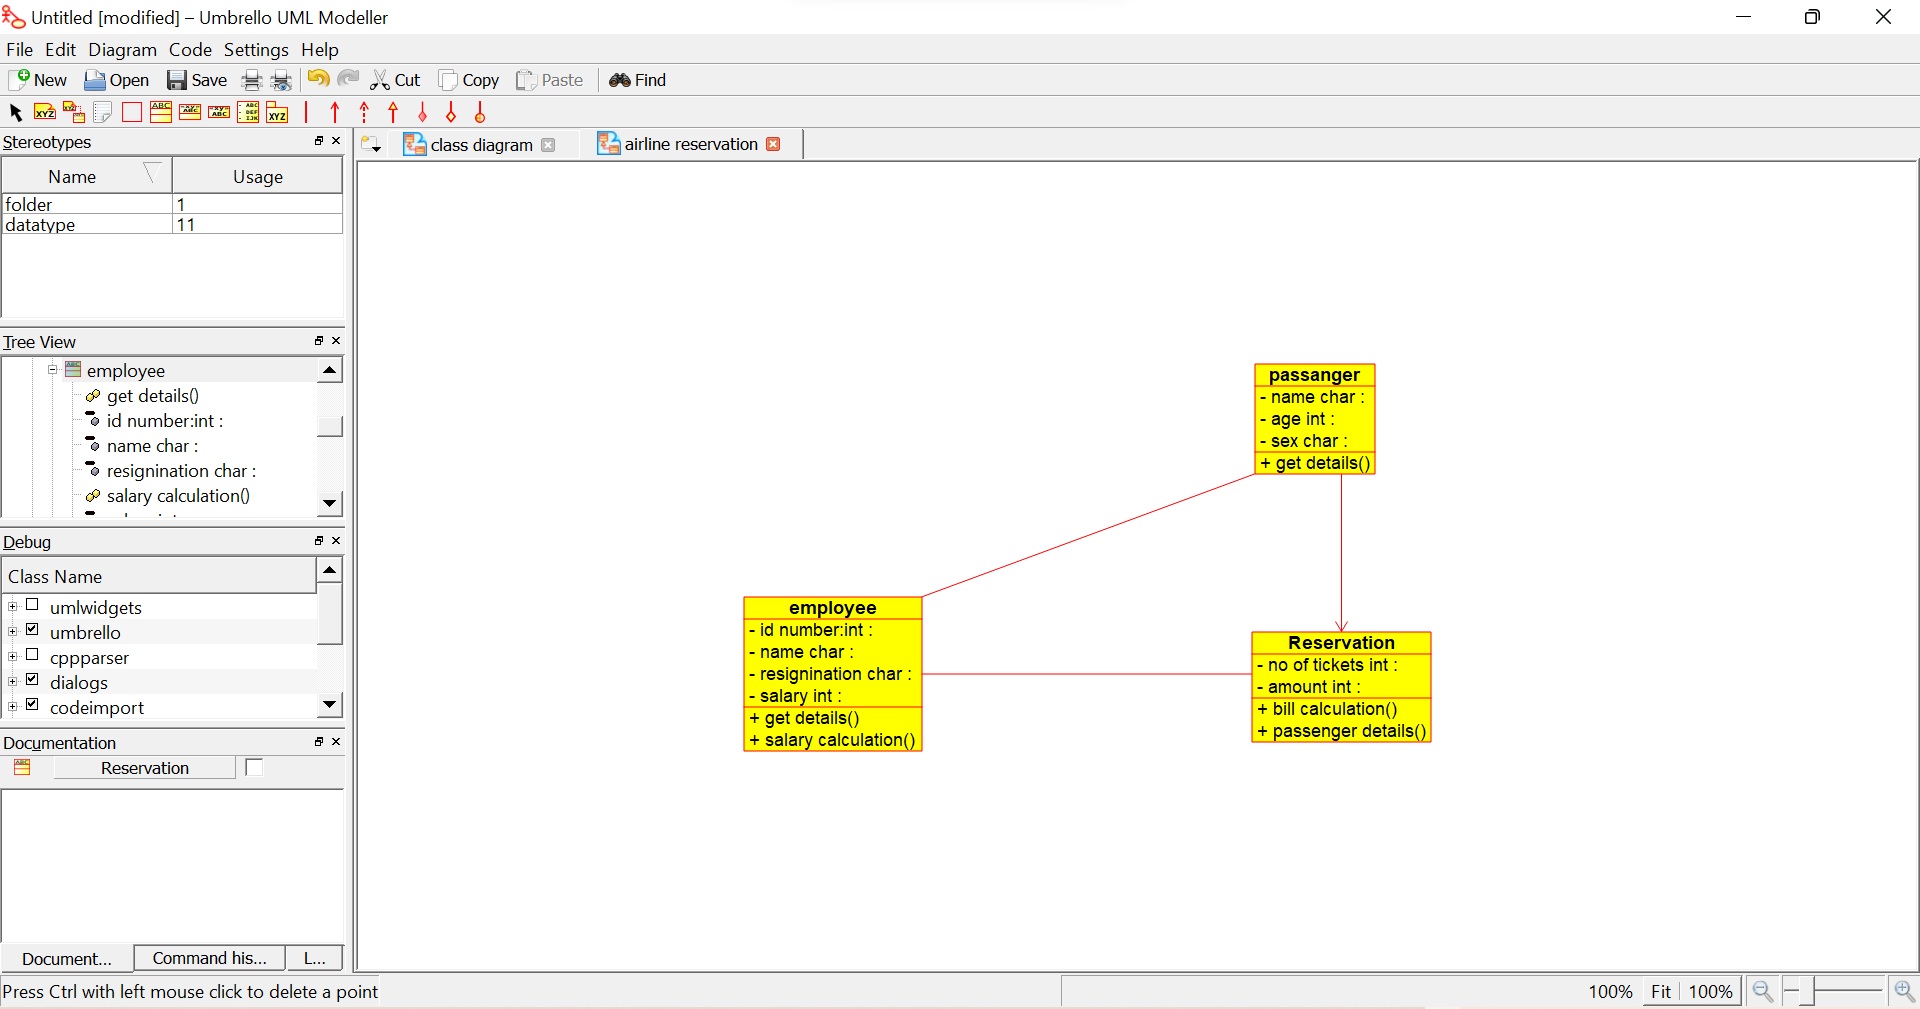 Untitled [modified] – Umbrello UML Modeller
File Edit Diagram Code Settings Help
New Open Save Cut Copy Paste Find
Stereotypes
Name Usage
folder 1
datatype 11
Tree View
employee
get details()
id number:int :
name char :
resignination char :
salary calculation()
Debug
Class Name
umlwidgets
umbrello
cppparser
dialogs
codeimport
Documentation
Reservation
Document... Command his... L...
Press Ctrl with left mouse click to delete a point
class diagram airline reservation
passanger
- name char :
- age int :
- sex char :
+ get details()
employee
- id number:int :
- name char :
- resignination char :
- salary int :
+ get details()
+ salary calculation()
Reservation
- no of tickets int :
- amount int :
+ bill calculation()
+ passenger details()
100% Fit 100%